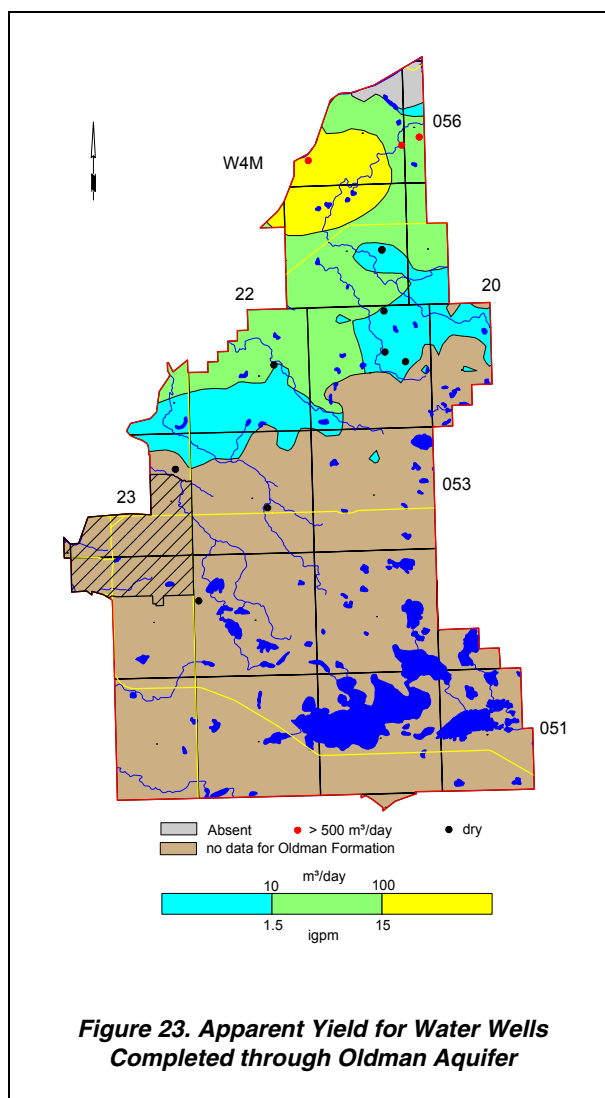 056
W4M
22
20
053
23
051
Absent > 500 m³/day dry
no data for Oldman Formation
m³/day
10 100
1.5 15
igpm
Figure 23. Apparent Yield for Water Wells
Completed through Oldman Aquifer